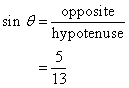 sin θ = opposite / hypotenuse
= 5 / 13